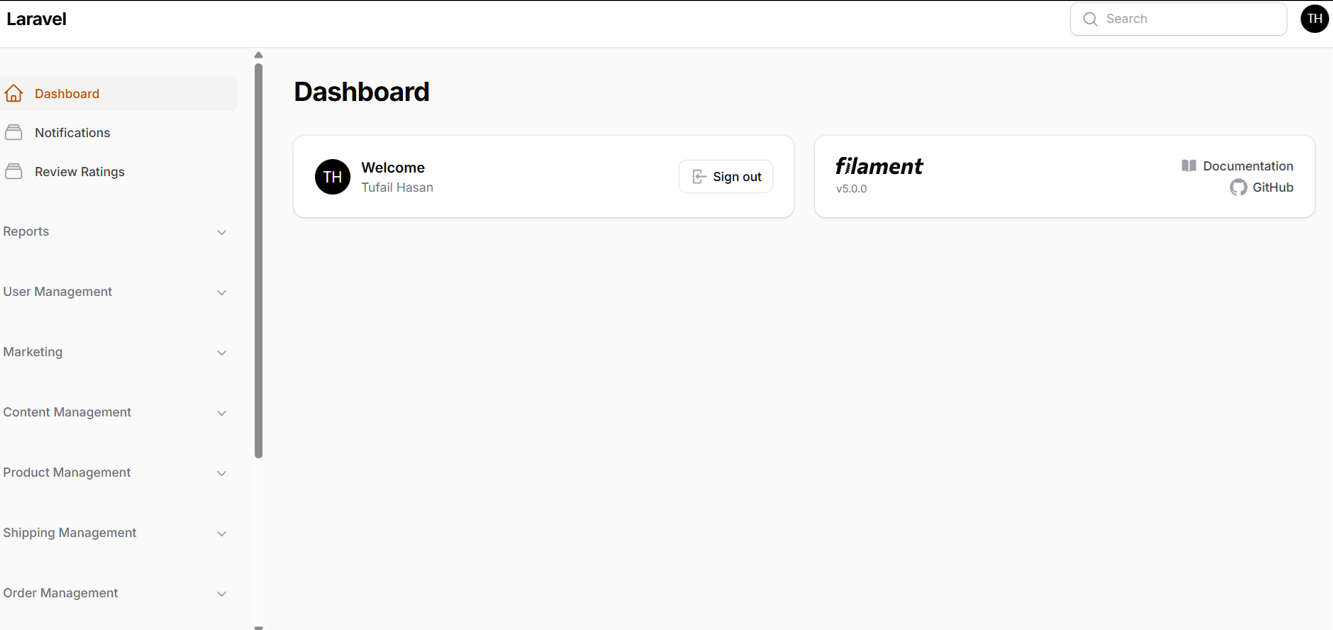 Laravel
Search
TH
Dashboard
Notifications
Review Ratings
Reports
User Management
Marketing
Content Management
Product Management
Shipping Management
Order Management
Dashboard
TH
Welcome
Tufail Hasan
Sign out
filament
v5.0.0
Documentation
GitHub